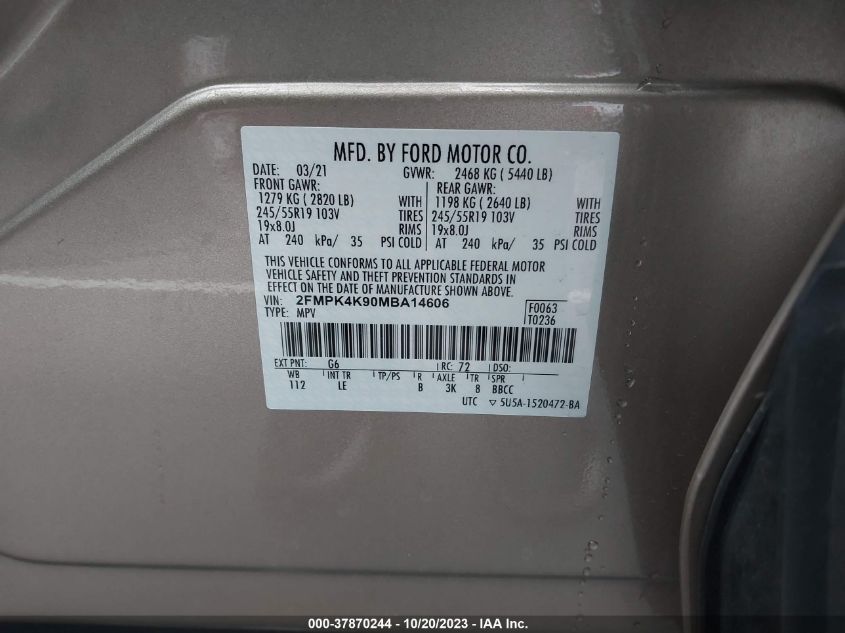 MFD. BY FORD MOTOR CO.
DATE: 03/21 GVWR: 2468 KG ( 5440 LB)
FRONT GAWR: REAR GAWR:
1279 KG ( 2820 LB) WITH 1198 KG ( 2640 LB) WITH
245/55R19 103V TIRES 245/55R19 103V TIRES
19x8.0J RIMS 19x8.0J RIMS
AT 240 kPa/ 35 PSI COLD AT 240 kPa/ 35 PSI COLD
THIS VEHICLE CONFORMS TO ALL APPLICABLE FEDERAL MOTOR
VEHICLE SAFETY AND THEFT PREVENTION STANDARDS IN
EFFECT ON THE DATE OF MANUFACTURE SHOWN ABOVE.
VIN: 2FMPK4K90MBA14606 F0063
TYPE: MPV T0236
EXT PNT: G6 RC: 72 DSO:
WB INT TR TP/PS R AXLE TR SPR
112 LE B 3K 8 BBCC
UTC ▽ 5U5A-1520472-BA
000-37870244 - 10/20/2023 - IAA Inc.